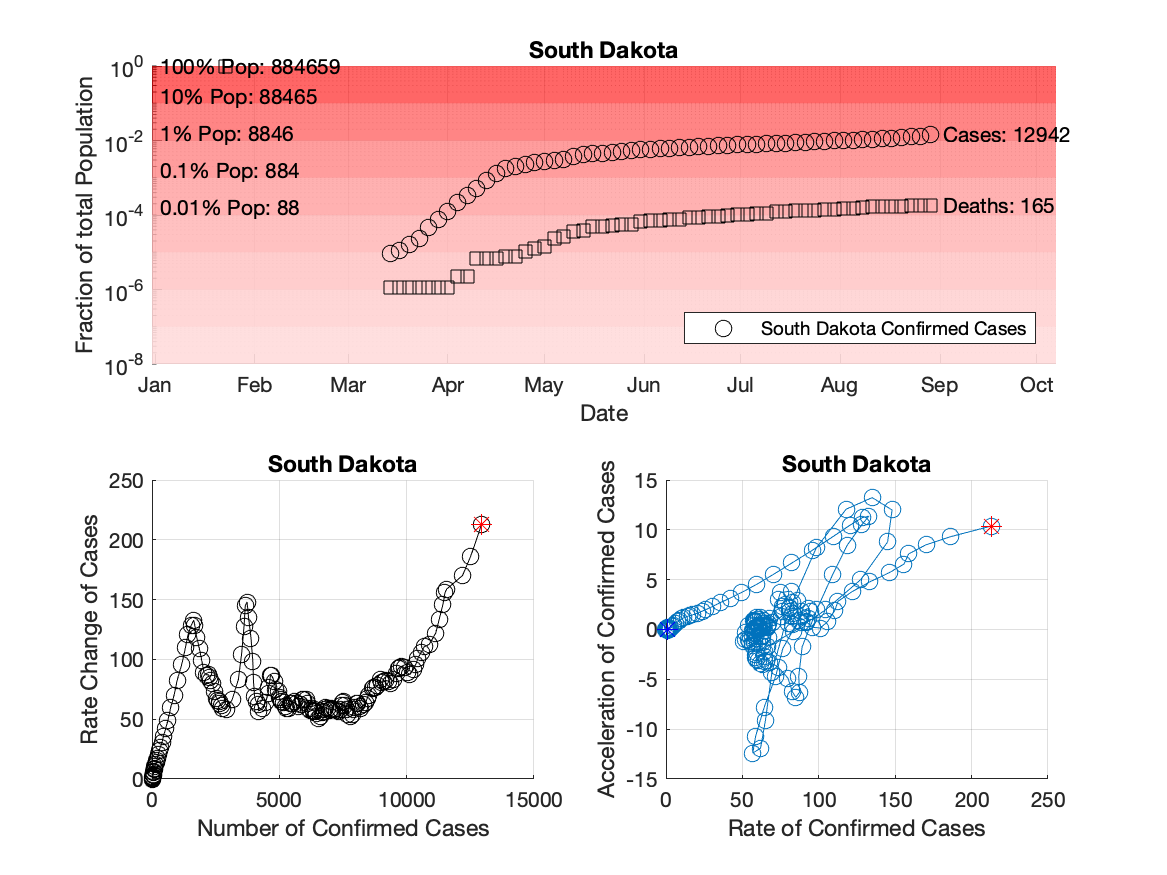 South Dakota
Fraction of total Population
10^0
10^-2
10^-4
10^-6
10^-8
100% Pop: 884659
10% Pop: 88465
1% Pop: 8846
0.1% Pop: 884
0.01% Pop: 88
Cases: 12942
Deaths: 165
South Dakota Confirmed Cases
Jan Feb Mar Apr May Jun Jul Aug Sep Oct
Date
South Dakota
Rate Change of Cases
250
200
150
100
50
0
0 5000 10000 15000
Number of Confirmed Cases
South Dakota
Acceleration of Confirmed Cases
15
10
5
0
-5
-10
-15
0 50 100 150 200 250
Rate of Confirmed Cases